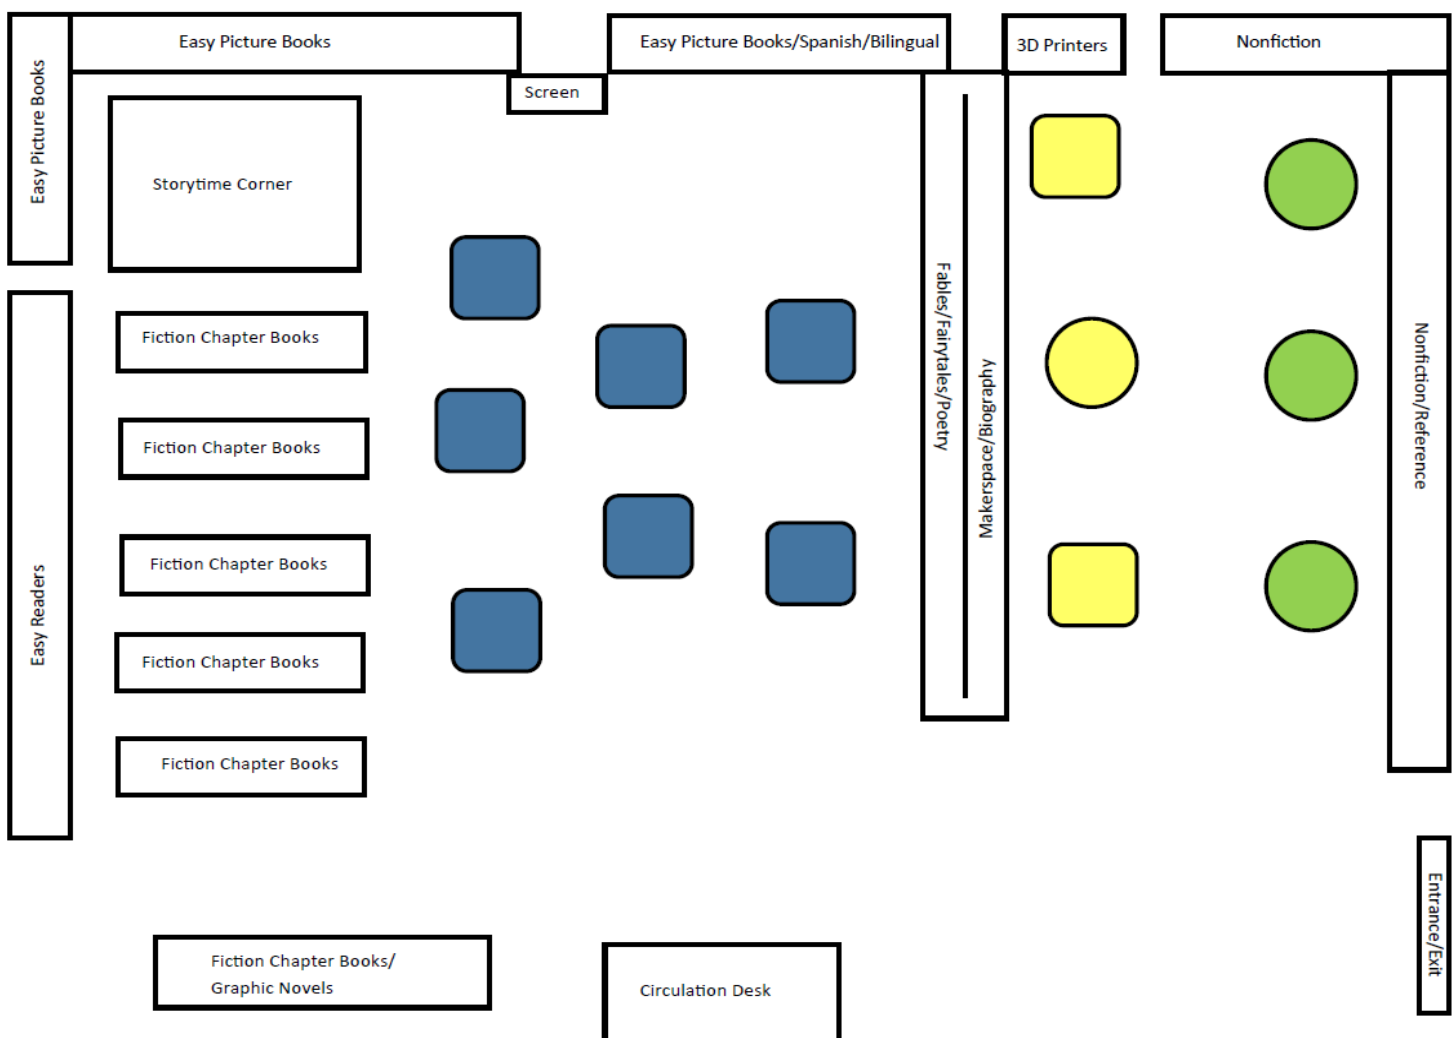 Easy Picture Books
Easy Picture Books/Spanish/Bilingual
3D Printers
Nonfiction
Easy Picture Books
Screen
Storytime Corner
Fables/Fairytales/Poetry
Makerspace/Biography
Nonfiction/Reference
Easy Readers
Fiction Chapter Books
Fiction Chapter Books
Fiction Chapter Books
Fiction Chapter Books
Fiction Chapter Books
Entrance/Exit
Fiction Chapter Books/
Graphic Novels
Circulation Desk